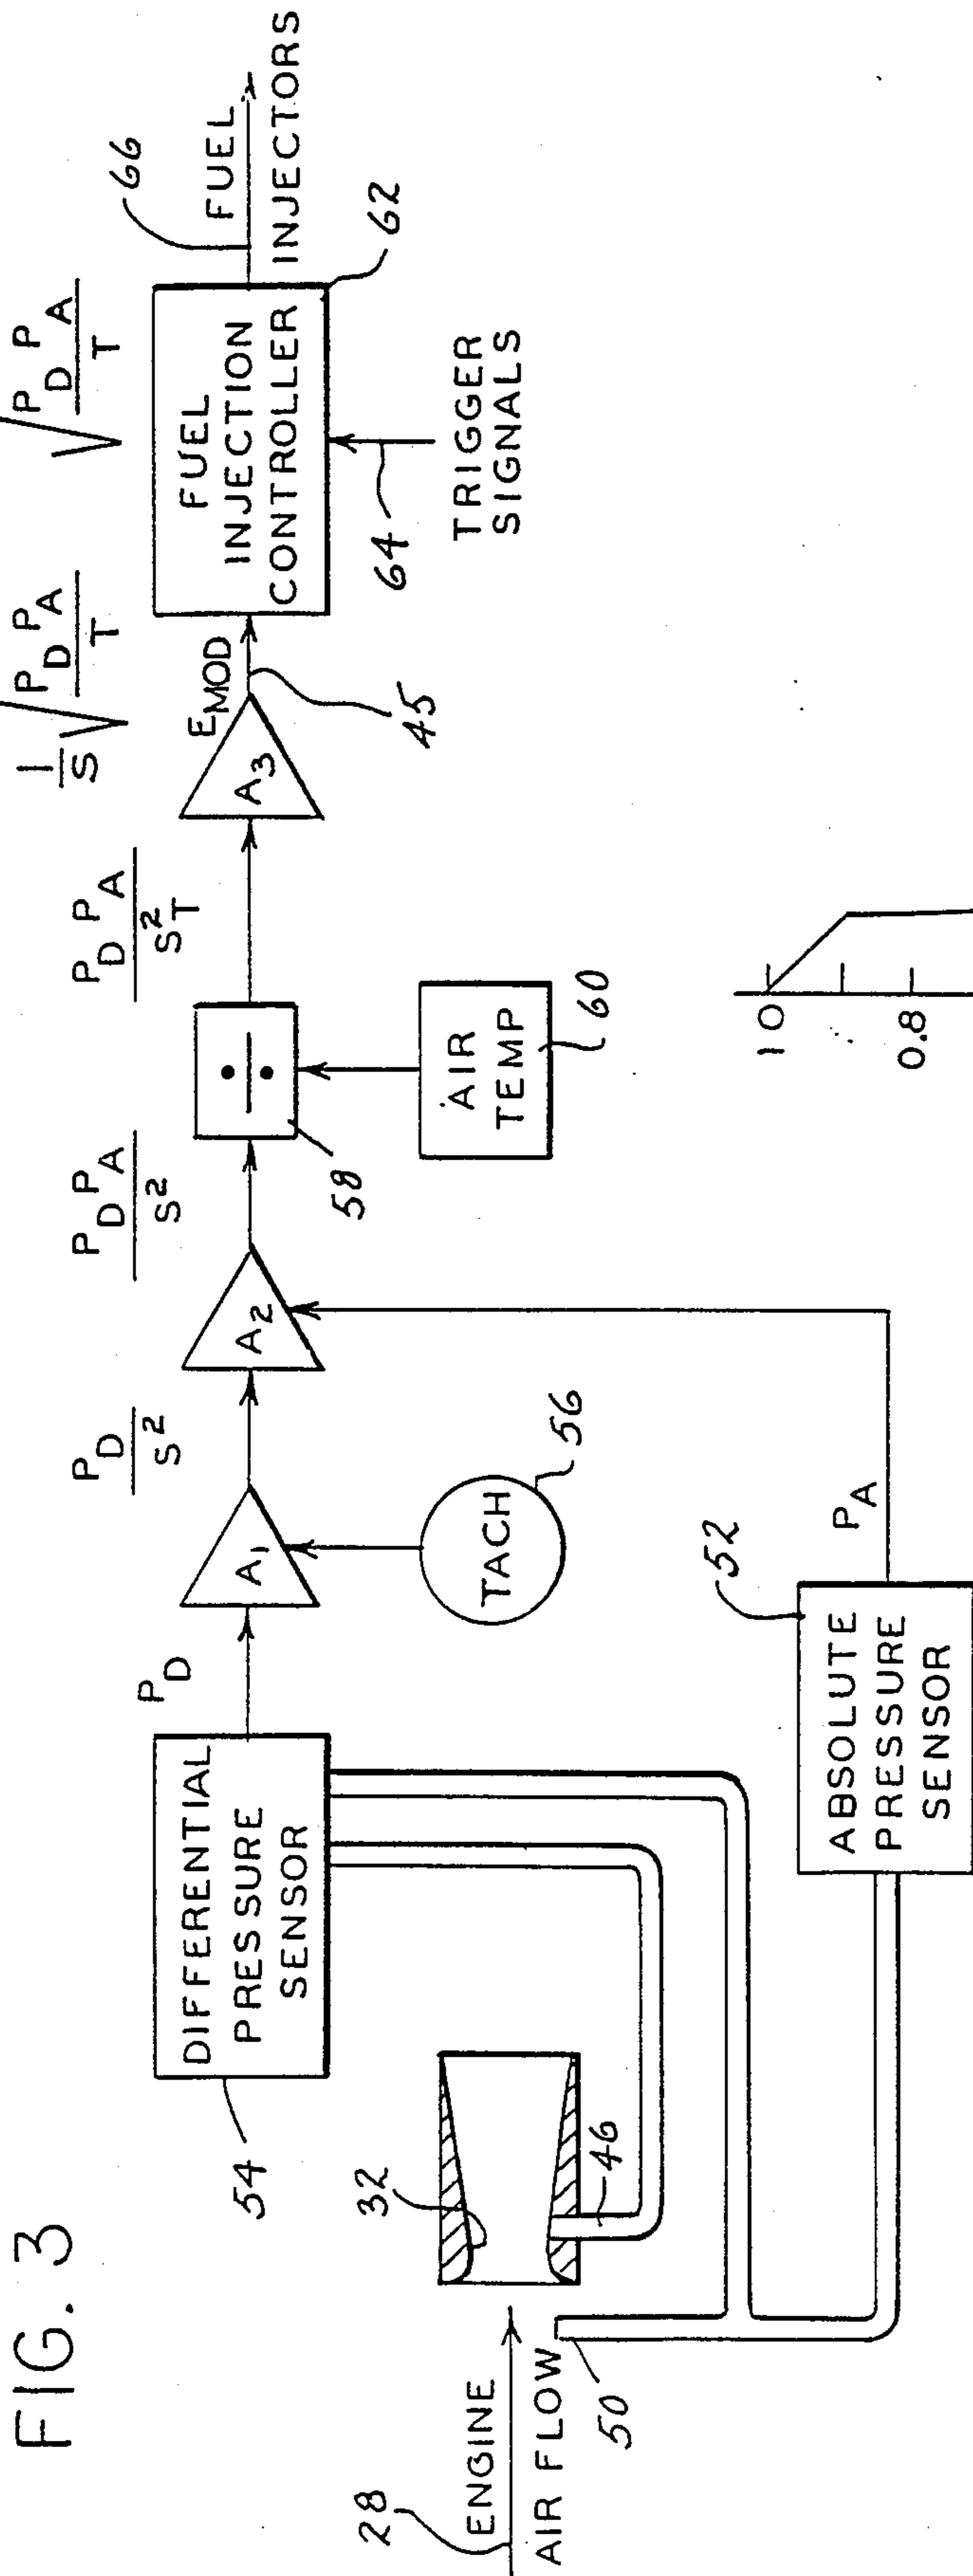 FIG. 3
28
ENGINE
AIR FLOW
50
32
46
54
DIFFERENTIAL
PRESSURE
SENSOR
P_D
52
ABSOLUTE
PRESSURE
SENSOR
P_A
A_1
TACH
56
P_D
S^2
A_2
P_D P_A
S^2
÷
58
AIR
TEMP
60
P_D P_A
S^2 T
A_3
1
S
√ P_D P_A
T
E_MOD
45
FUEL
INJECTION
CONTROLLER
62
64
TRIGGER
SIGNALS
√ P_D P_A
T
66
FUEL
INJECTORS
1 0
0.8